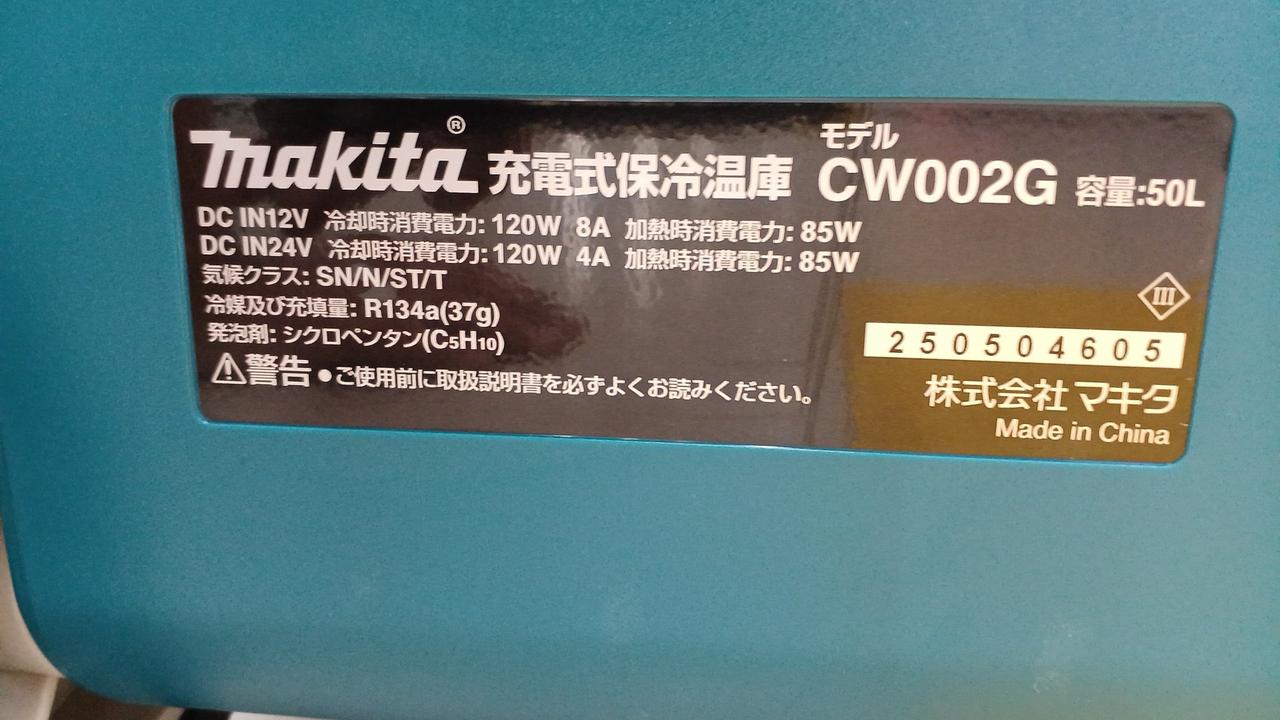 makita® 充電式保冷温庫 モデル CW002G 容量:50L
DC IN12V 冷却時消費電力: 120W 8A 加熱時消費電力: 85W
DC IN24V 冷却時消費電力: 120W 4A 加熱時消費電力: 85W
気候クラス: SN/N/ST/T
冷媒及び充填量: R134a(37g)
発泡剤: シクロペンタン(C₅H₁₀)
⚠警告 ●ご使用前に取扱説明書を必ずよくお読みください。
III
250504605
株式会社 マキタ
Made in China